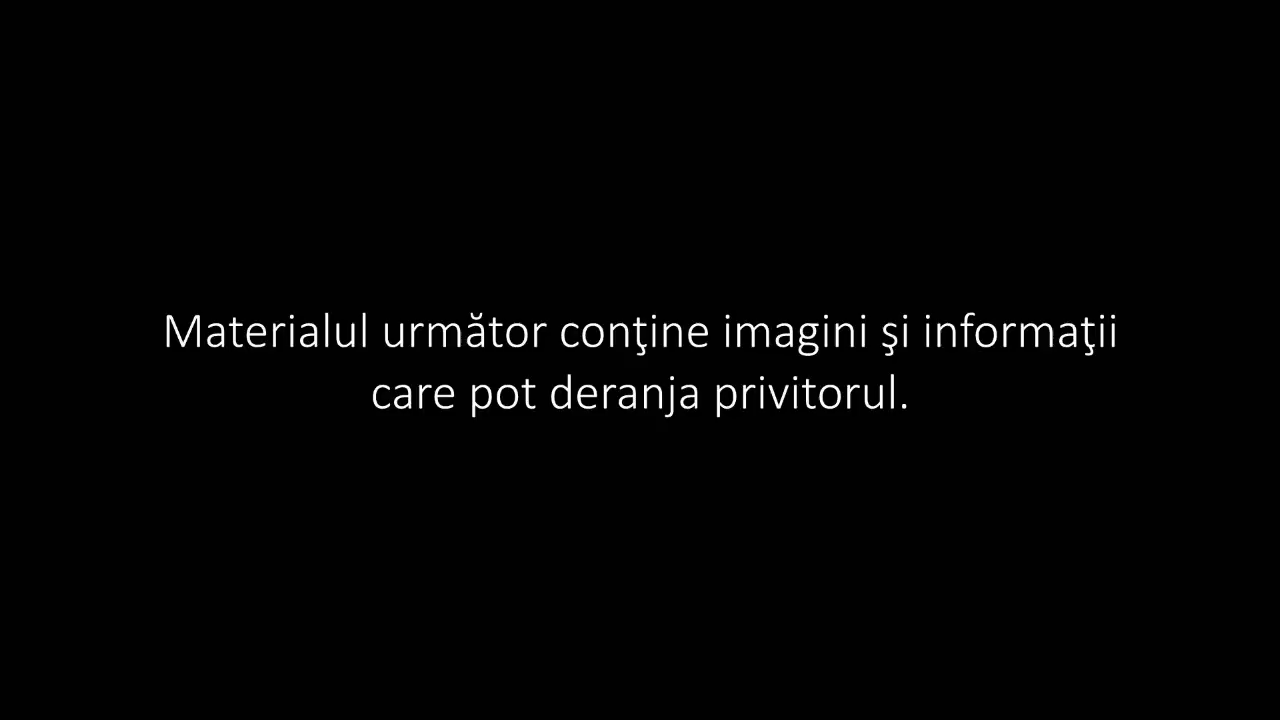 Materialul următor conţine imagini şi informaţii
care pot deranja privitorul.